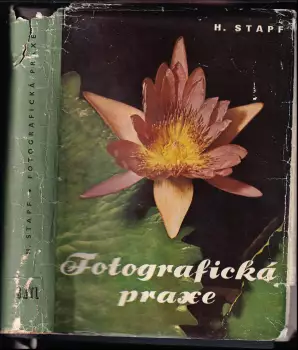 H. STAPF
Fotografická
praxe
H. STAPF • FOTOGRAFICKÁ PRAXE